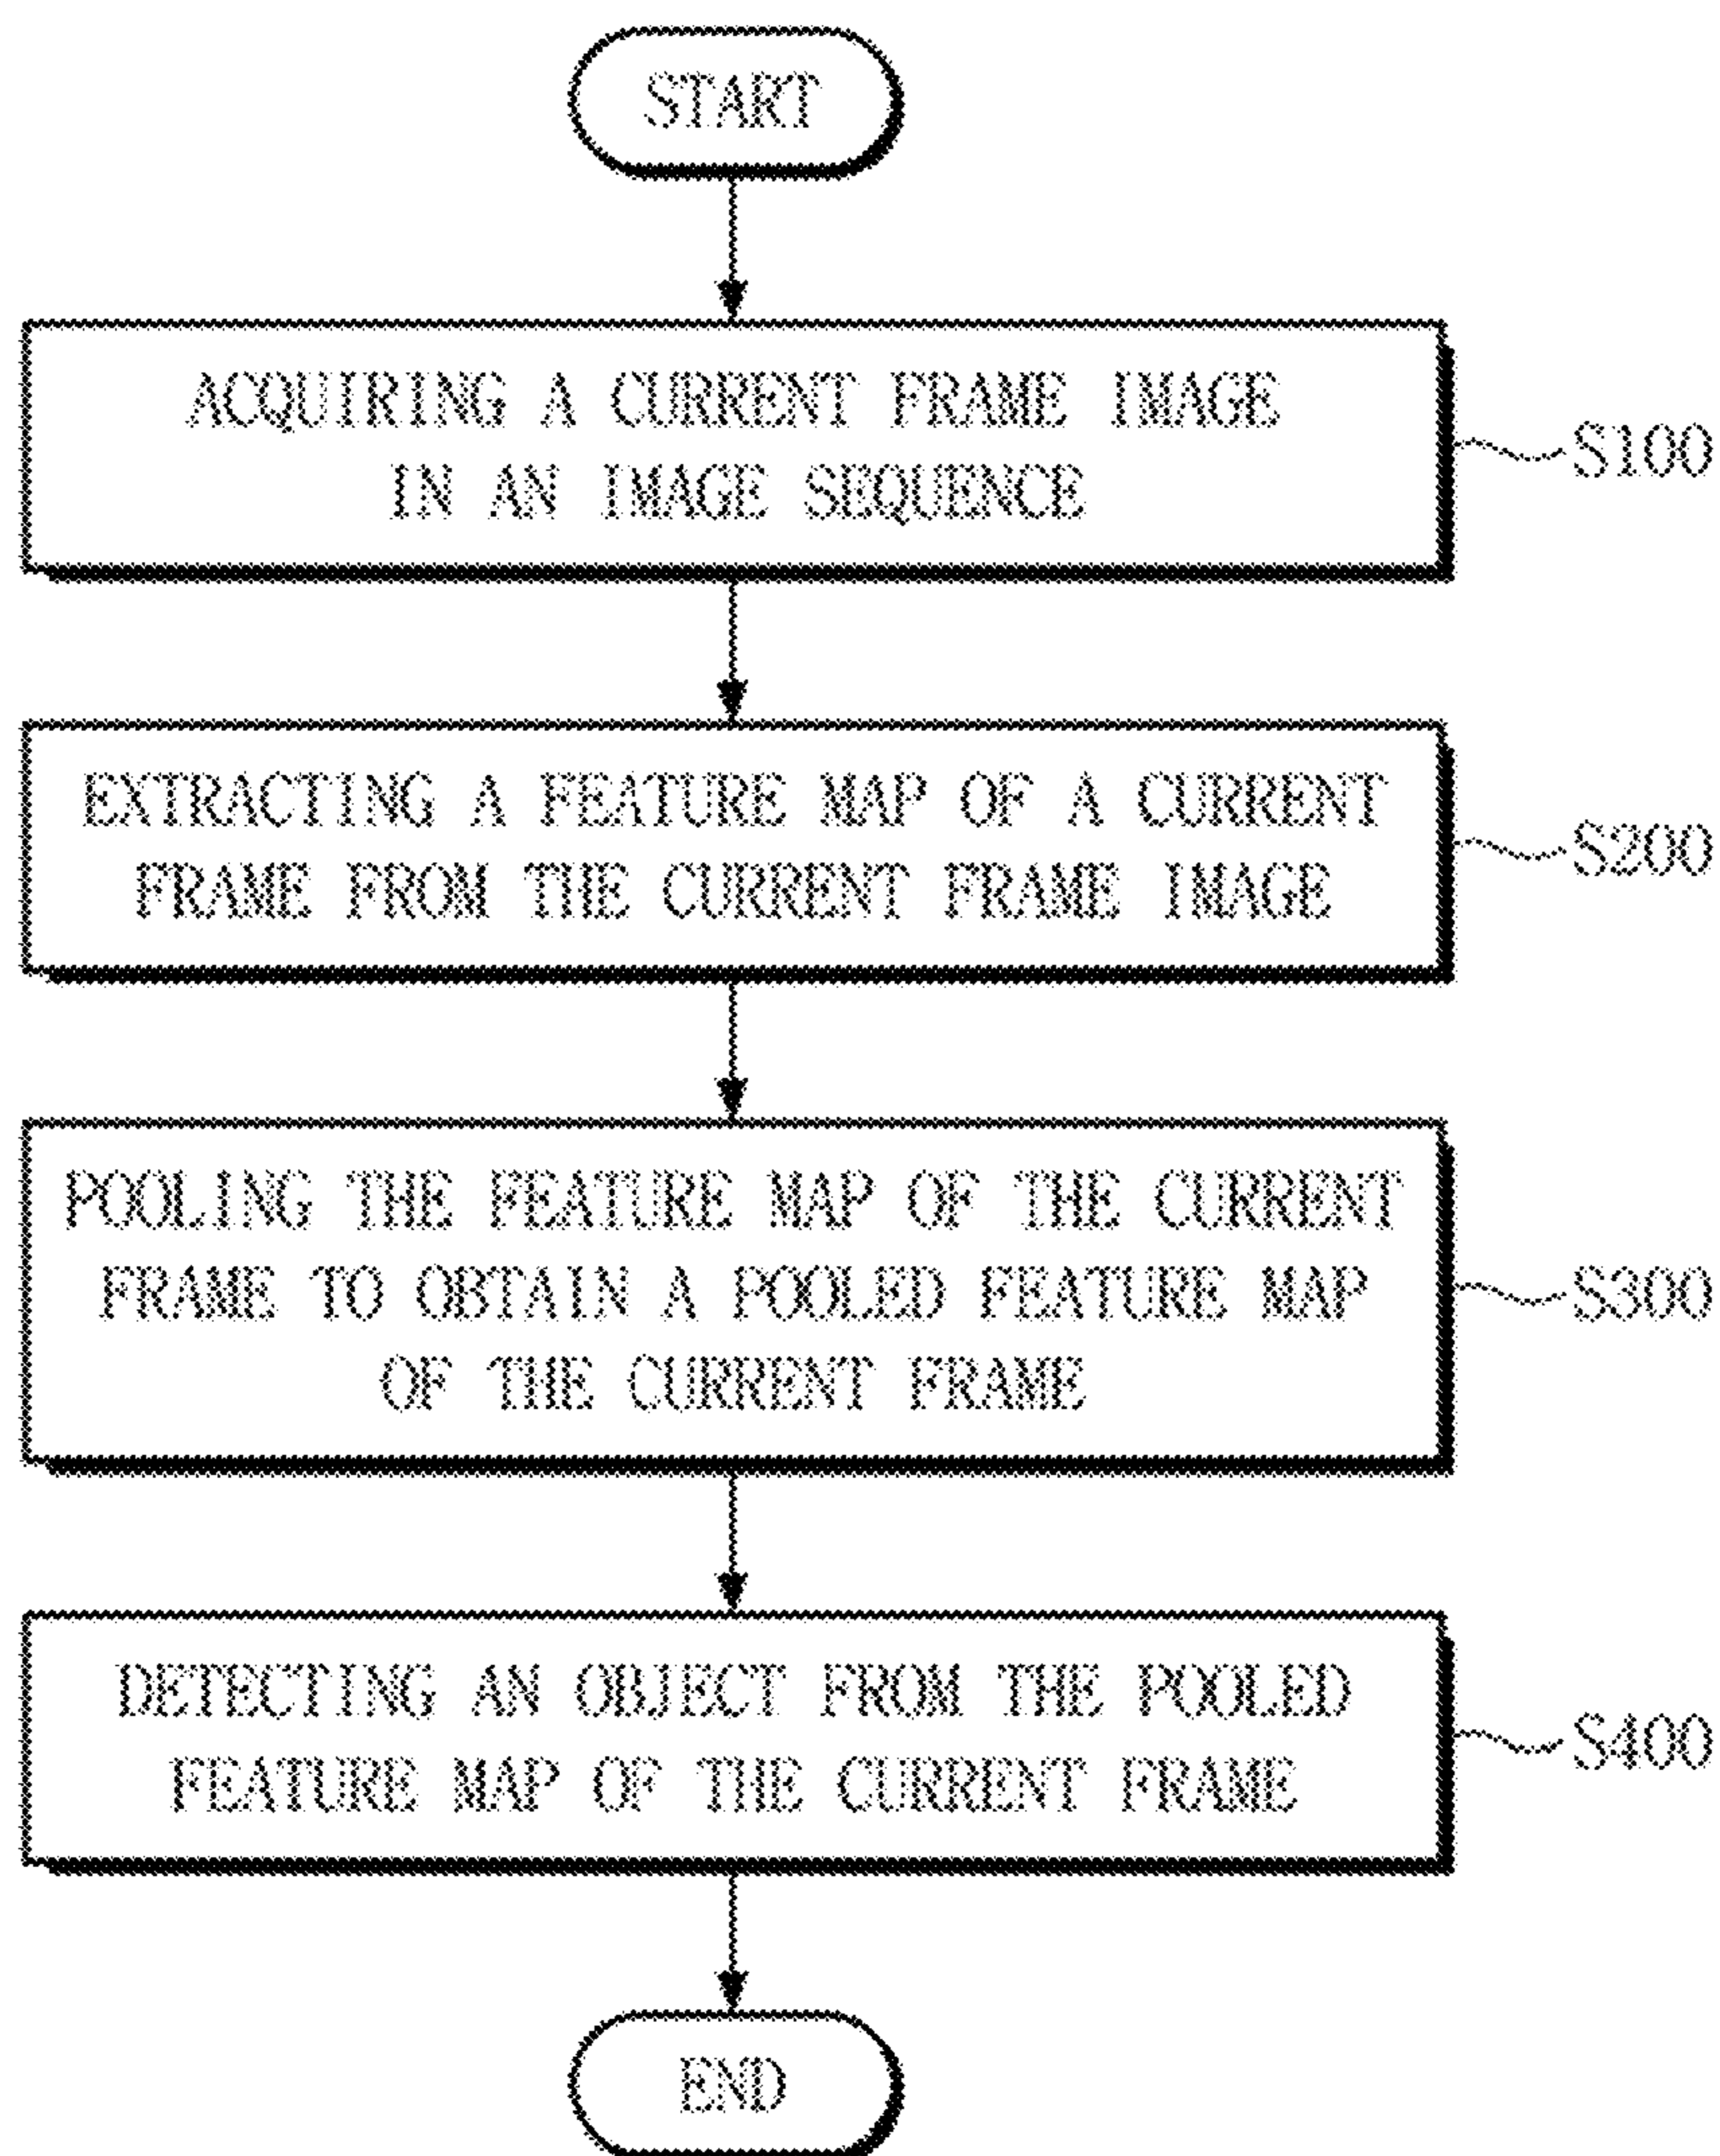 START
ACQUIRING A CURRENT FRAME IMAGE
IN AN IMAGE SEQUENCE
S100
EXTRACTING A FEATURE MAP OF A CURRENT
FRAME FROM THE CURRENT FRAME IMAGE
S200
POOLING THE FEATURE MAP OF THE CURRENT
FRAME TO OBTAIN A POOLED FEATURE MAP
OF THE CURRENT FRAME
S300
DETECTING AN OBJECT FROM THE POOLED
FEATURE MAP OF THE CURRENT FRAME
S400
END